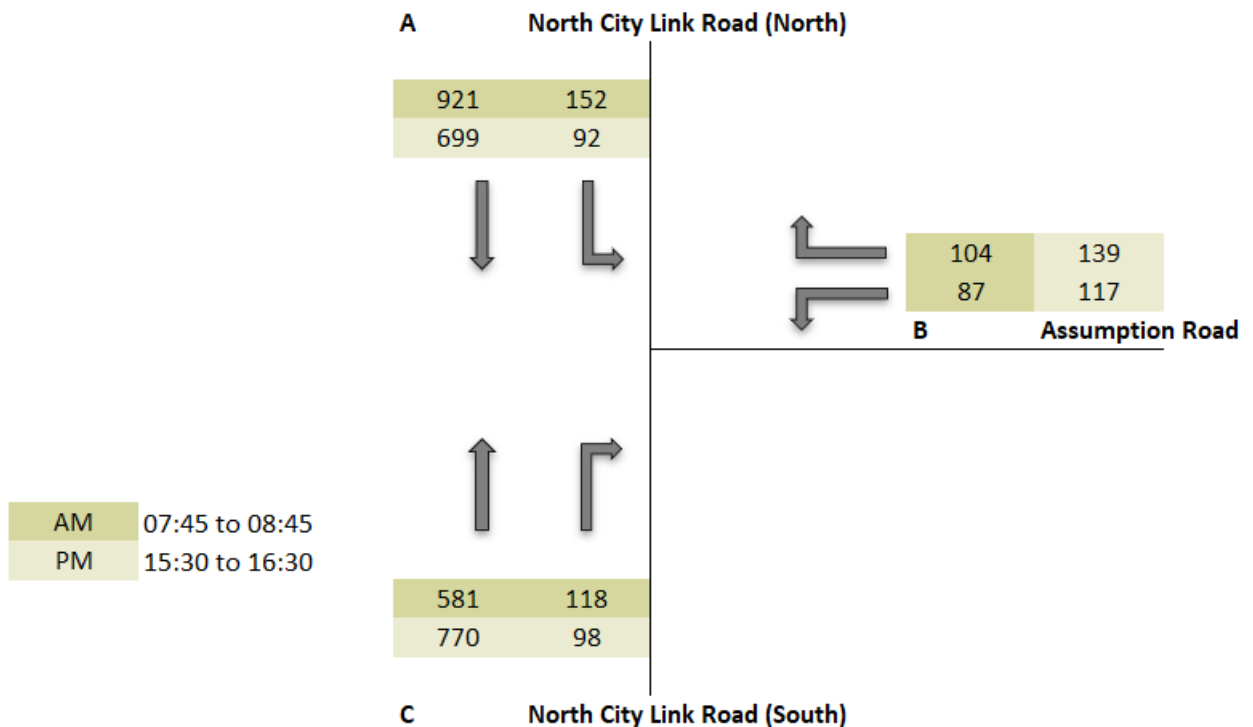 A North City Link Road (North)
921 152
699 92
104 139
87 117
B Assumption Road
AM 07:45 to 08:45
PM 15:30 to 16:30
581 118
770 98
C North City Link Road (South)